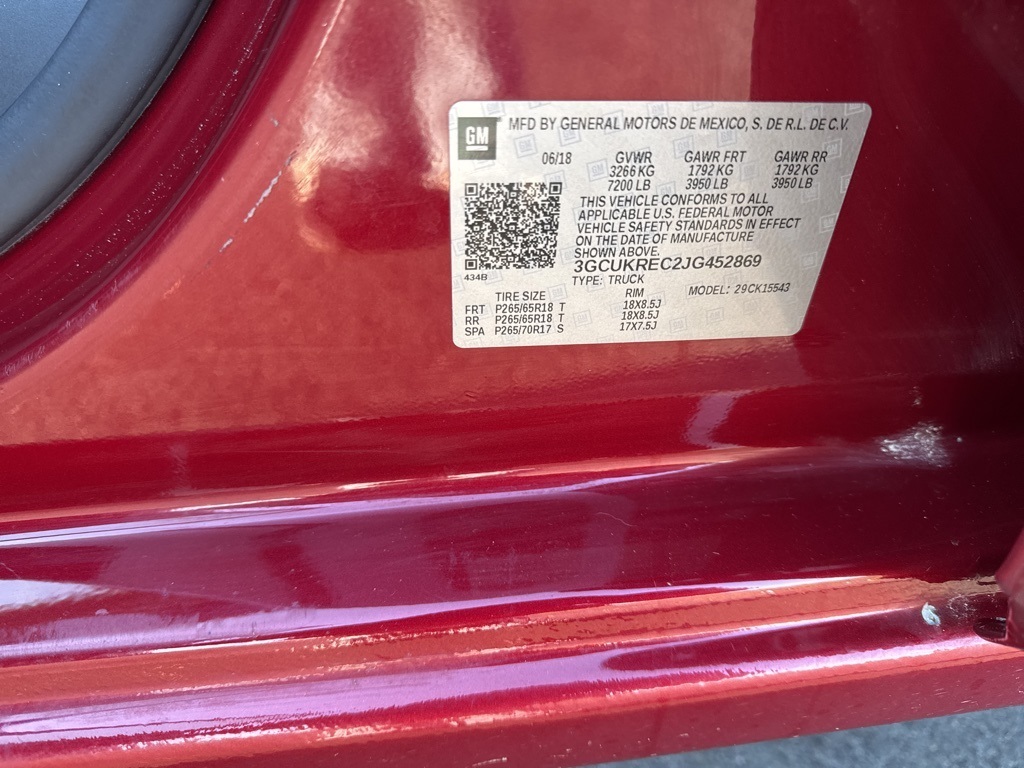 GM MFD BY GENERAL MOTORS DE MEXICO, S. DE R.L. DE C.V.
06/18 GVWR GAWR FRT GAWR RR
3266 KG 1792 KG 1792 KG
7200 LB 3950 LB 3950 LB
THIS VEHICLE CONFORMS TO ALL
APPLICABLE U.S. FEDERAL MOTOR
VEHICLE SAFETY STANDARDS IN EFFECT
ON THE DATE OF MANUFACTURE
SHOWN ABOVE.
434B
3GCUKREC2JG452869
TYPE: TRUCK MODEL: 29CK15543
TIRE SIZE RIM
FRT P265/65R18 T 18X8.5J
RR P265/65R18 T 18X8.5J
SPA P265/70R17 S 17X7.5J